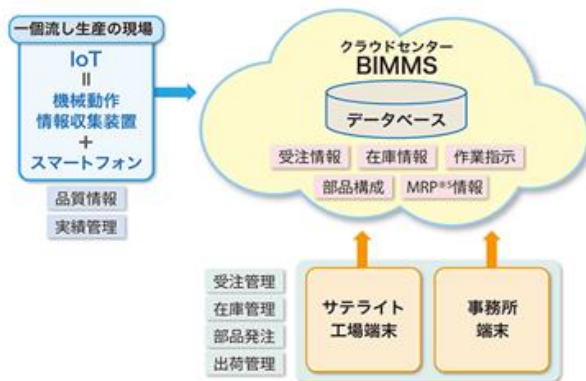 一個流し生産の現場
IoT
=
機械動作
情報収集装置
+
スマートフォン
品質情報
実績管理
クラウドセンター
BIMMS
データベース
受注情報 在庫情報 作業指示
部品構成 MRP※5情報
受注管理
在庫管理
部品発注
出荷管理
サテライト
工場端末
事務所
端末